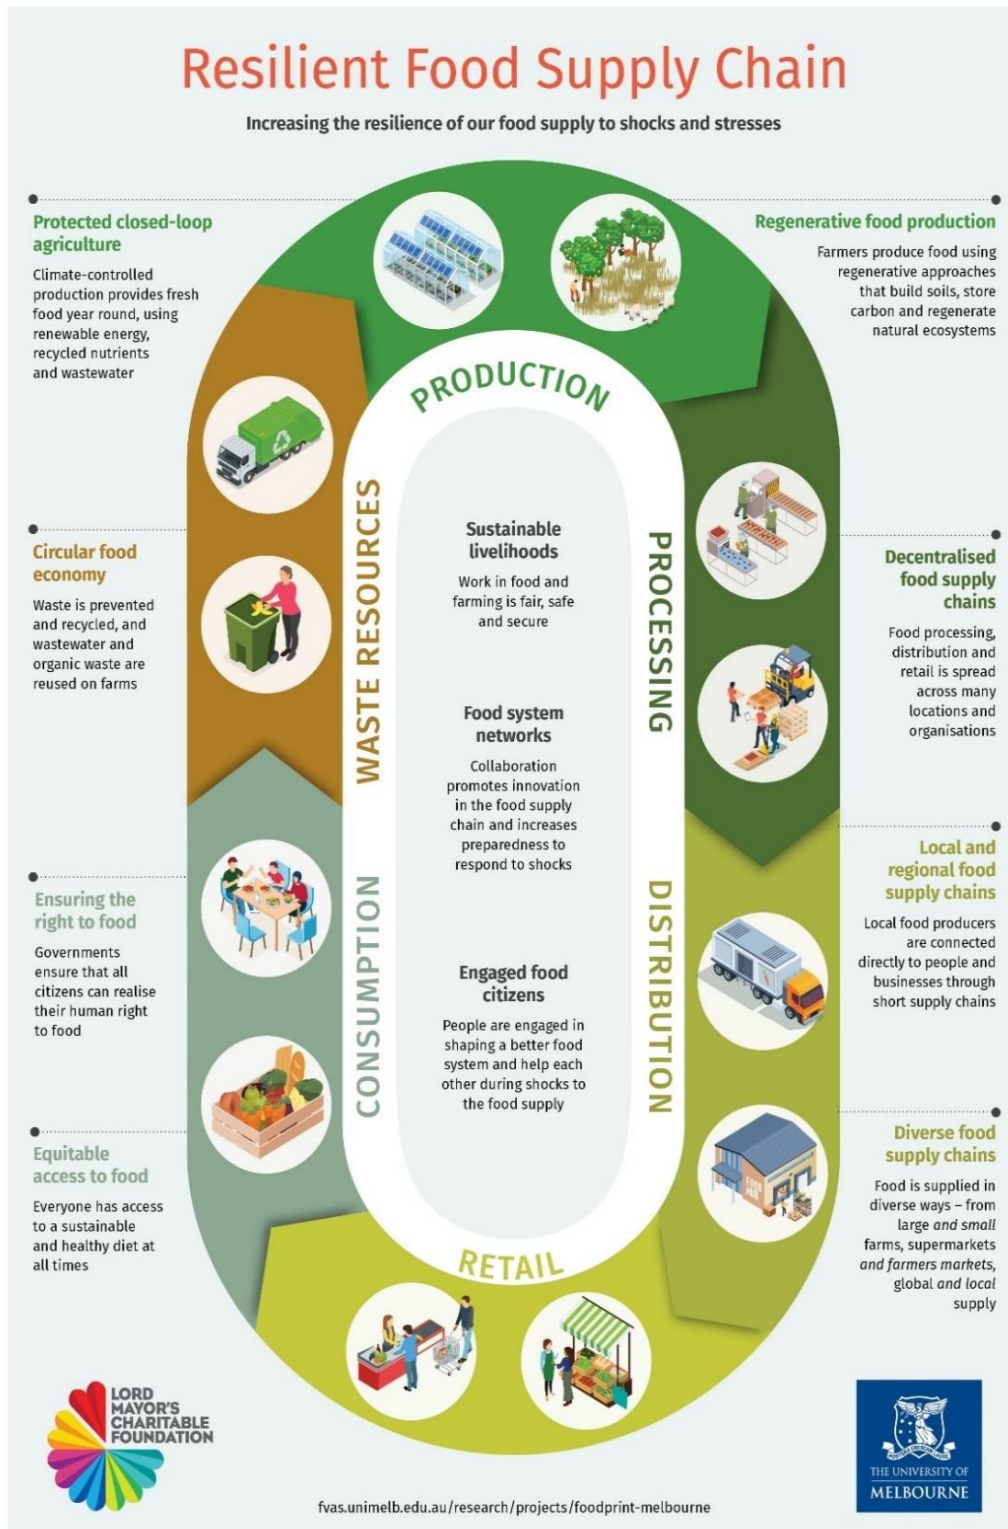 Resilient Food Supply Chain
Increasing the resilience of our food supply to shocks and stresses
Protected closed-loop
agriculture
Climate-controlled
production provides fresh
food year round, using
renewable energy,
recycled nutrients
and wastewater
Regenerative food production
Farmers produce food using
regenerative approaches
that build soils, store
carbon and regenerate
natural ecosystems
PRODUCTION
Circular food
economy
Waste is prevented
and recycled, and
wastewater and
organic waste are
reused on farms
WASTE RESOURCES
Sustainable
livelihoods
Work in food and
farming is fair, safe
and secure
Food system
networks
Collaboration
promotes innovation
in the food supply
chain and increases
preparedness to
respond to shocks
Engaged food
citizens
People are engaged in
shaping a better food
system and help each
other during shocks to
the food supply
PROCESSING
Decentralised
food supply
chains
Food processing,
distribution and
retail is spread
across many
locations and
organisations
Ensuring the
right to food
Governments
ensure that all
citizens can realise
their human right
to food
CONSUMPTION
DISTRIBUTION
Local and
regional food
supply chains
Local food producers
are connected
directly to people and
businesses through
short supply chains
Equitable
access to food
Everyone has access
to a sustainable
and healthy diet at
all times
FOOD
HUB
Diverse food
supply chains
Food is supplied in
diverse ways – from
large and small
farms, supermarkets
and farmers markets,
global and local
supply
RETAIL
LORD
MAYOR'S
CHARITABLE
FOUNDATION
fvas.unimelb.edu.au/research/projects/foodprint-melbourne
THE UNIVERSITY OF
MELBOURNE